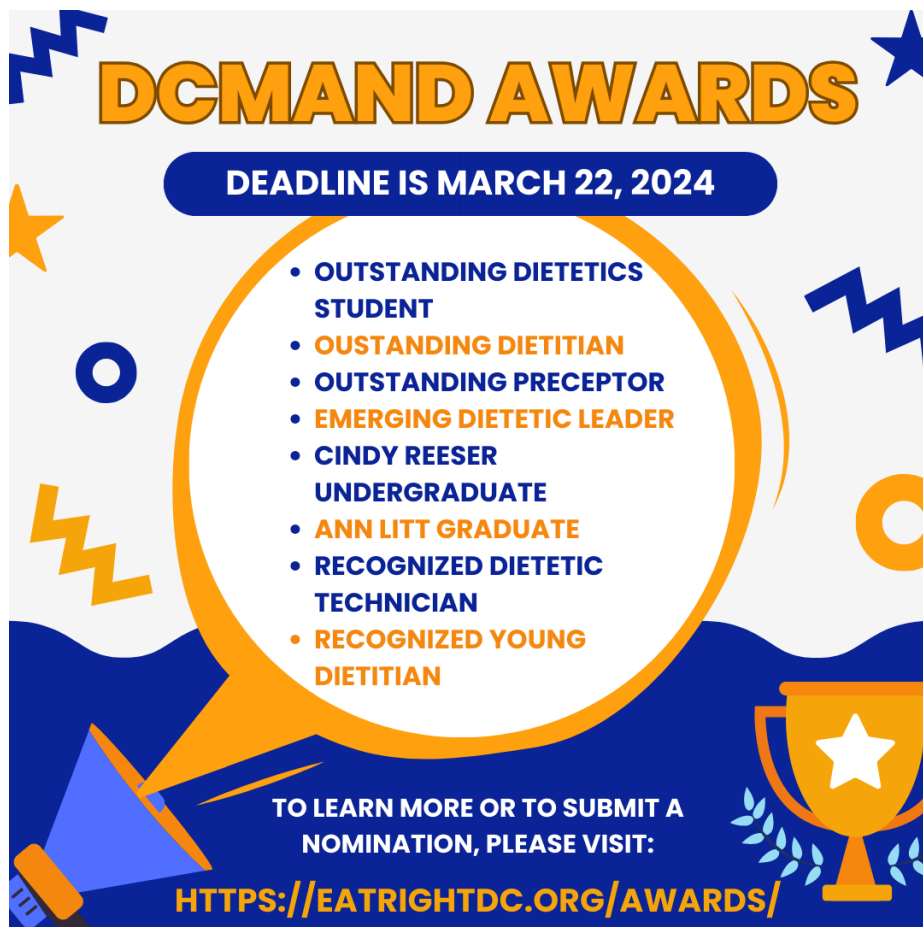 DCMAND AWARDS
DEADLINE IS MARCH 22, 2024
• OUTSTANDING DIETETICS
STUDENT
• OUSTANDING DIETITIAN
• OUTSTANDING PRECEPTOR
• EMERGING DIETETIC LEADER
• CINDY REESER
UNDERGRADUATE
• ANN LITT GRADUATE
• RECOGNIZED DIETETIC
TECHNICIAN
• RECOGNIZED YOUNG
DIETITIAN
TO LEARN MORE OR TO SUBMIT A
NOMINATION, PLEASE VISIT:
HTTPS://EATRIGHTDC.ORG/AWARDS/